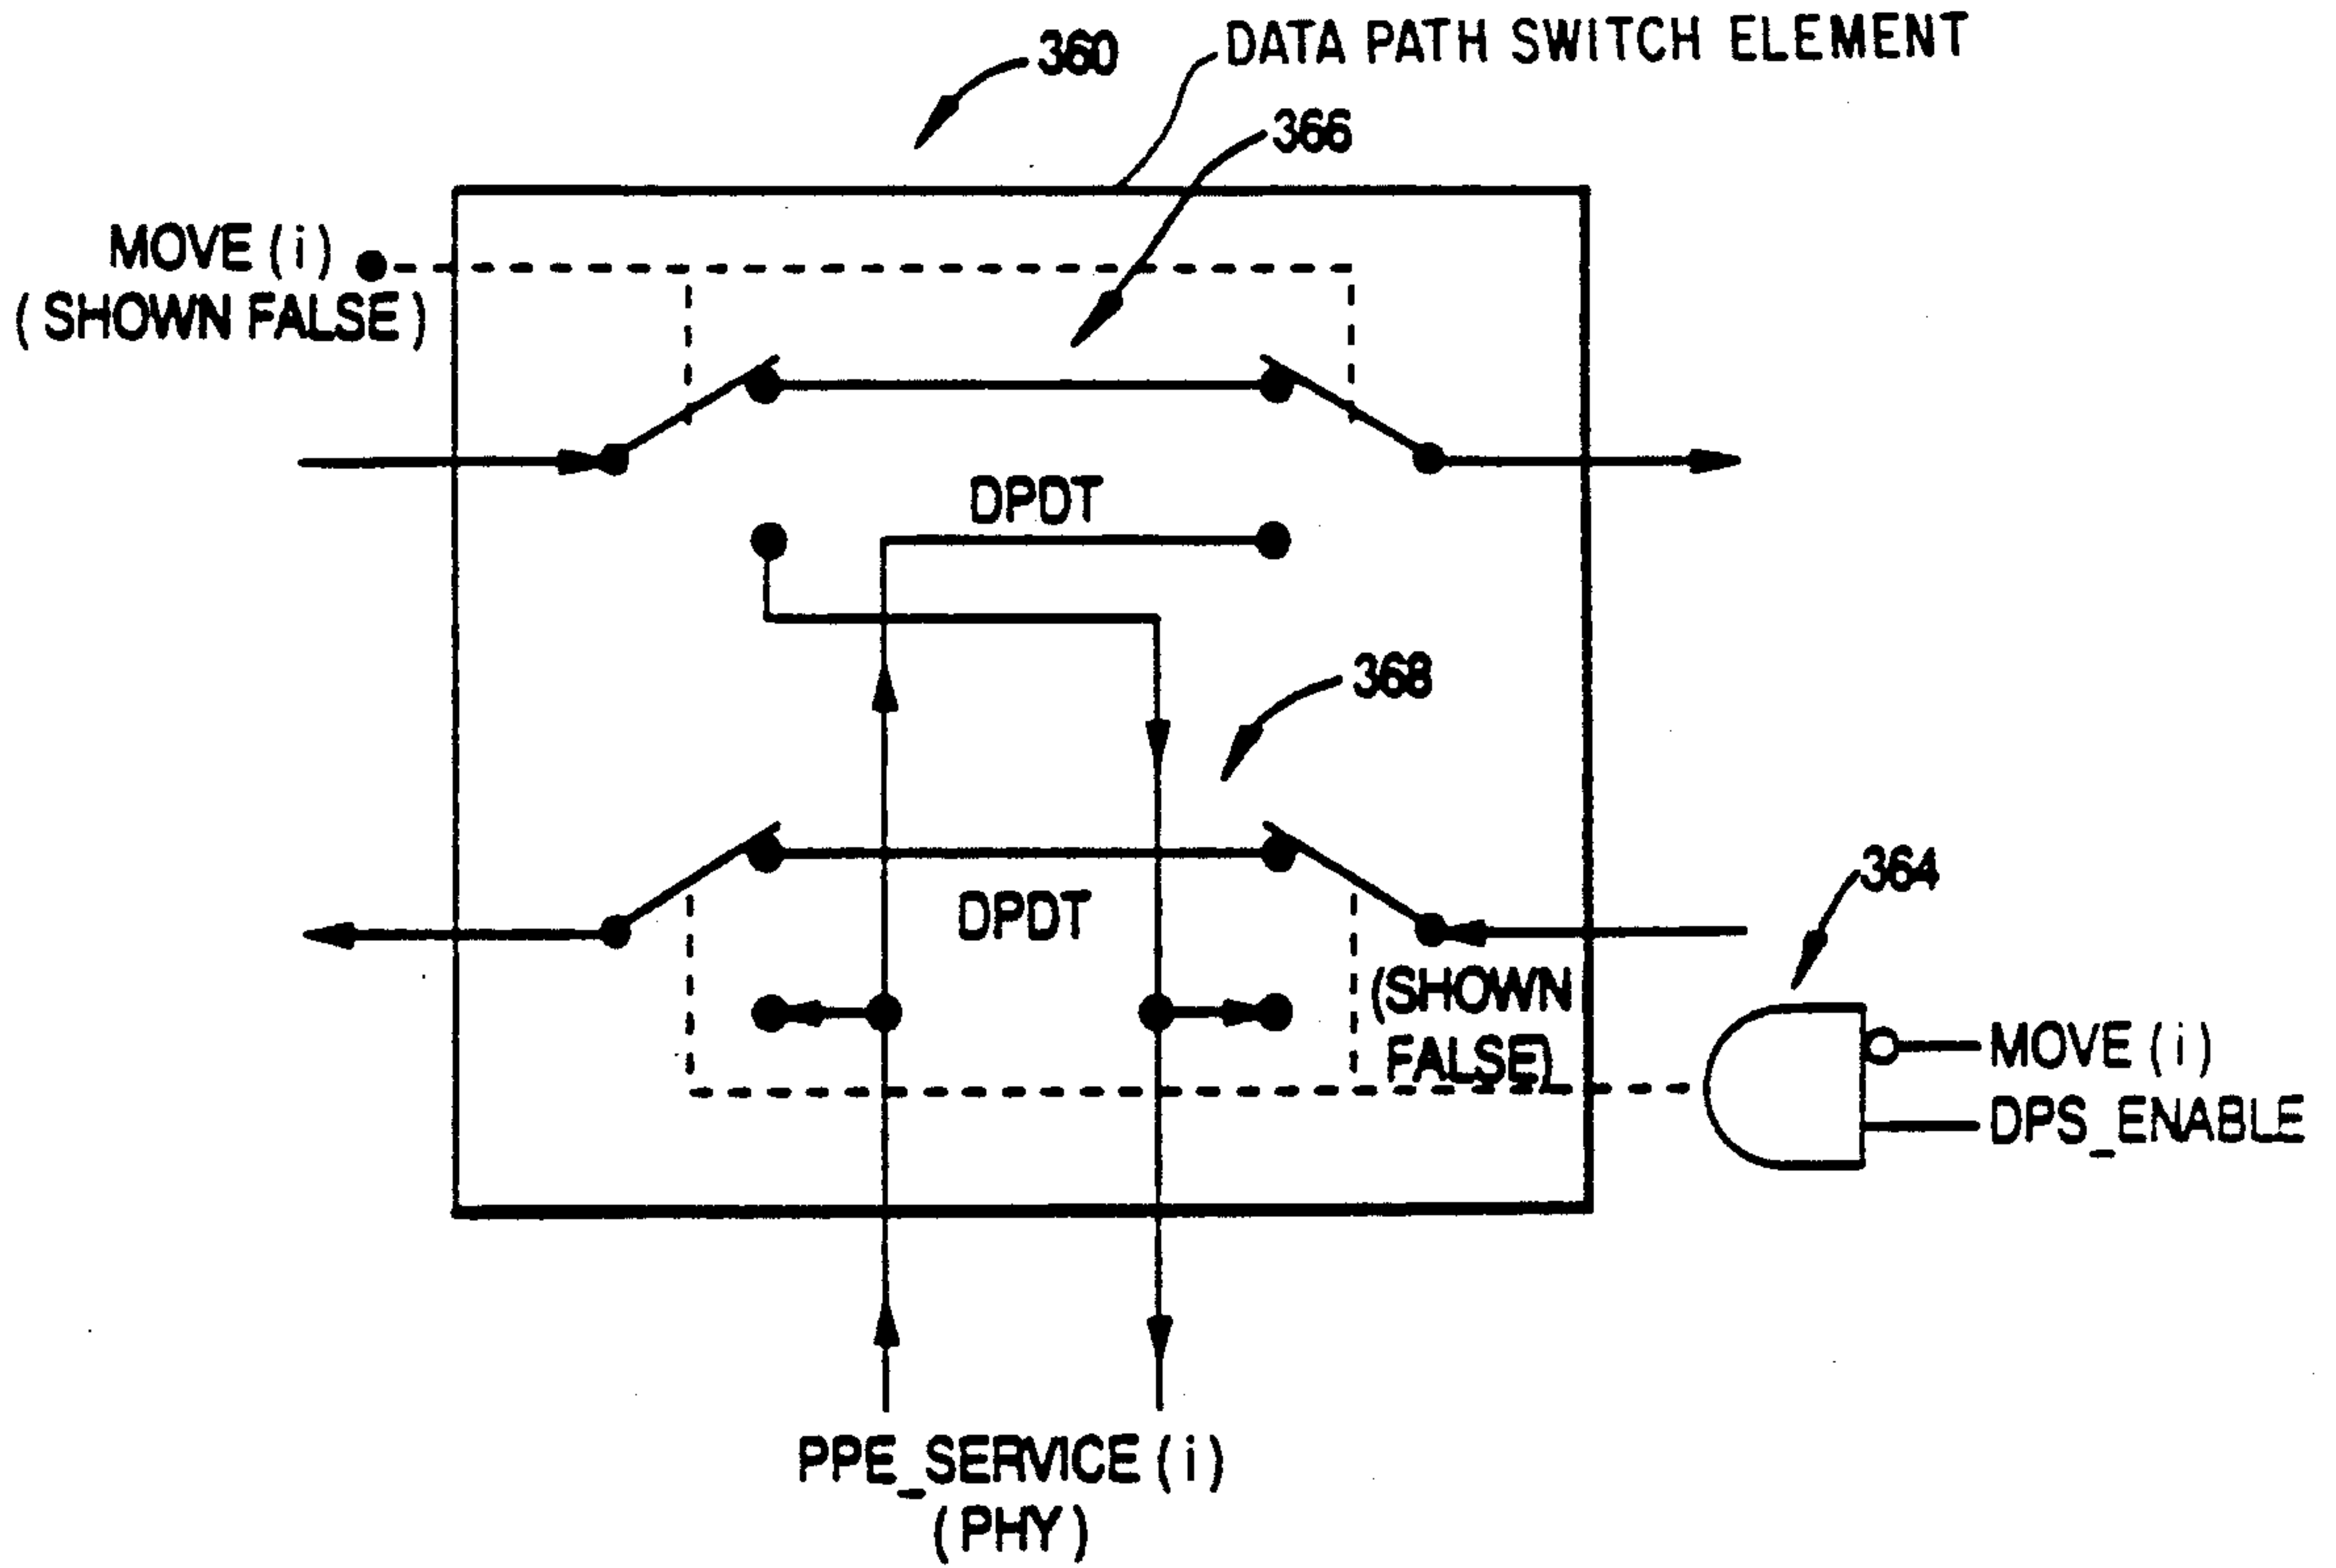 360
DATA PATH SWITCH ELEMENT
366
MOVE (i)
(SHOWN FALSE)
DPDT
368
DPDT
364
(SHOWN
FALSE)
MOVE (i)
DPS_ENABLE
PPE_SERVICE (i)
(PHY)